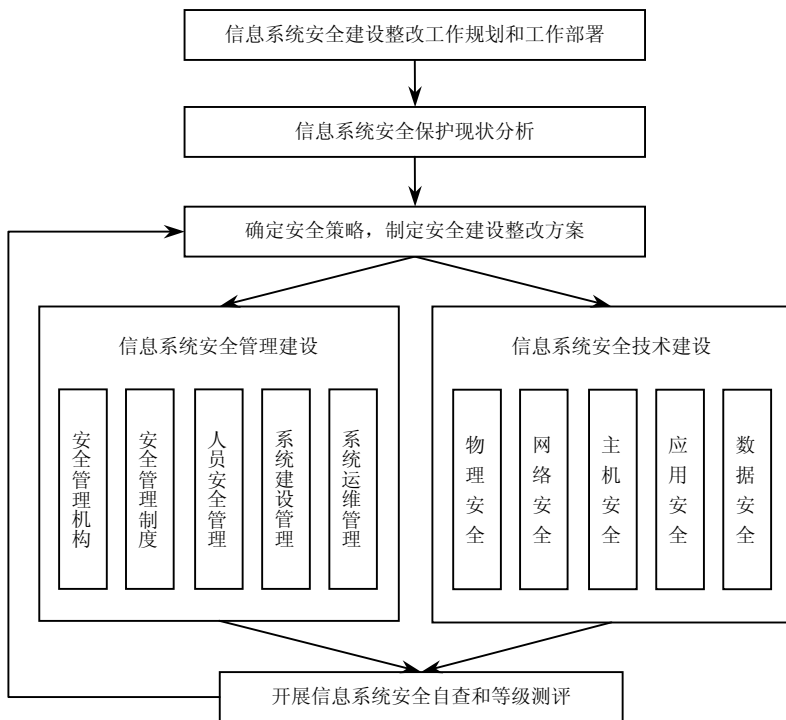 信息系统安全建设整改工作规划和工作部署
信息系统安全保护现状分析
确定安全策略，制定安全建设整改方案
信息系统安全管理建设
安全管理机构
安全管理制度
人员安全管理
系统建设管理
系统运维管理
信息系统安全技术建设
物理安全
网络安全
主机安全
应用安全
数据安全
开展信息系统安全自查和等级测评